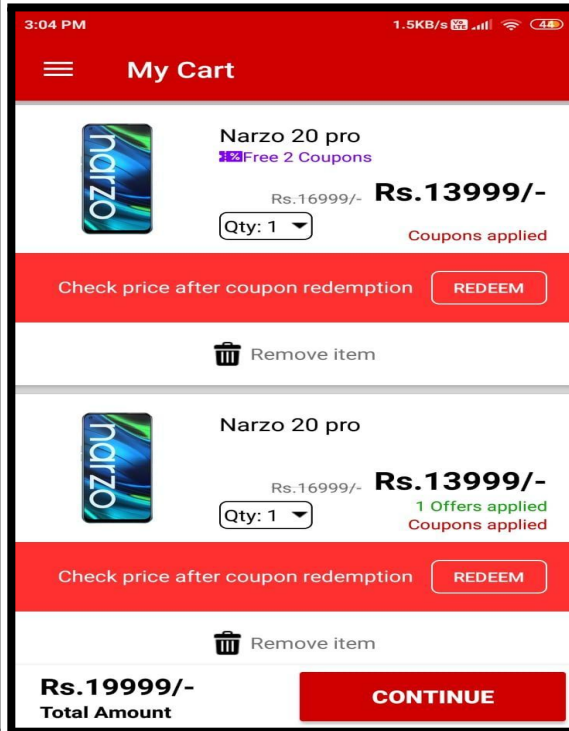 3:04 PM 1.5KB/s Vo LTE 44
My Cart
narzo
Narzo 20 pro
Free 2 Coupons
Rs.16999/- Rs.13999/-
Qty: 1
Coupons applied
Check price after coupon redemption REDEEM
Remove item
narzo
Narzo 20 pro
Rs.16999/- Rs.13999/-
1 Offers applied
Qty: 1
Coupons applied
Check price after coupon redemption REDEEM
Remove item
Rs.19999/-
Total Amount
CONTINUE